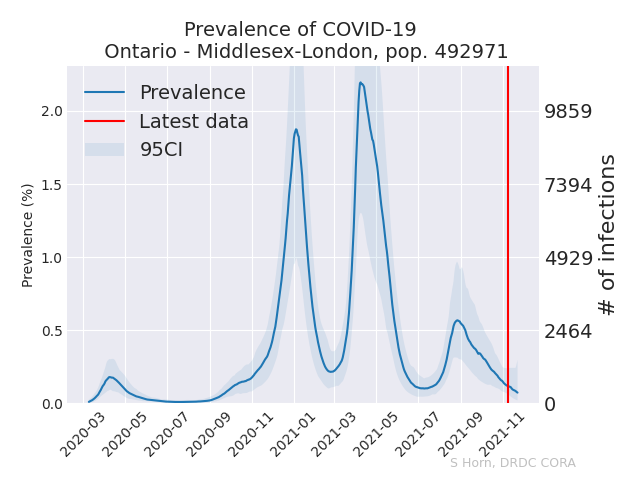 Prevalence of COVID-19
Ontario - Middlesex-London, pop. 492971
Prevalence
Latest data
95CI
Prevalence (%)
2.0
1.5
1.0
0.5
0.0
9859
7394
4929
2464
0
# of infections
2020-03
2020-05
2020-07
2020-09
2020-11
2021-01
2021-03
2021-05
2021-07
2021-09
2021-11
S Horn, DRDC CORA